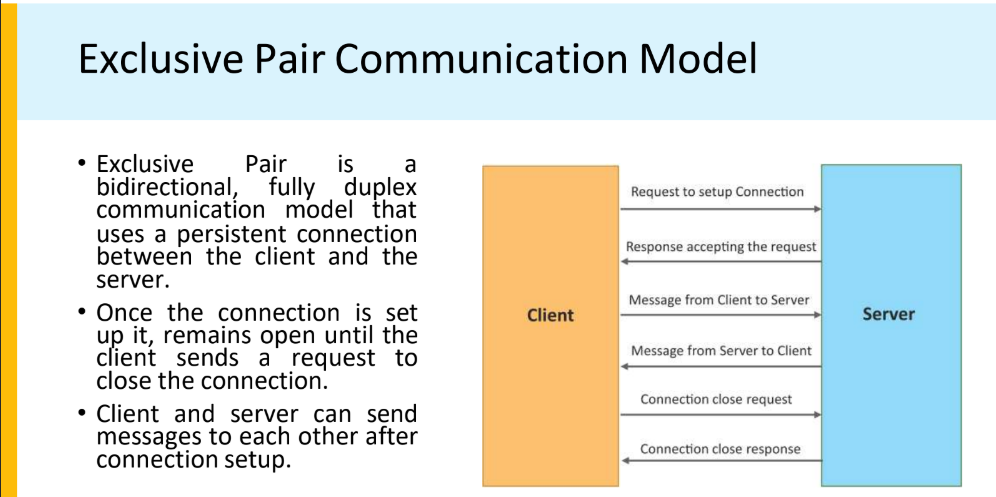 Exclusive Pair Communication Model
• Exclusive Pair is a
bidirectional, fully duplex
communication model that
uses a persistent connection
between the client and the
server.
• Once the connection is set
up it, remains open until the
client sends a request to
close the connection.
• Client and server can send
messages to each other after
connection setup.
Client
Request to setup Connection
Response accepting the request
Message from Client to Server
Message from Server to Client
Connection close request
Connection close response
Server